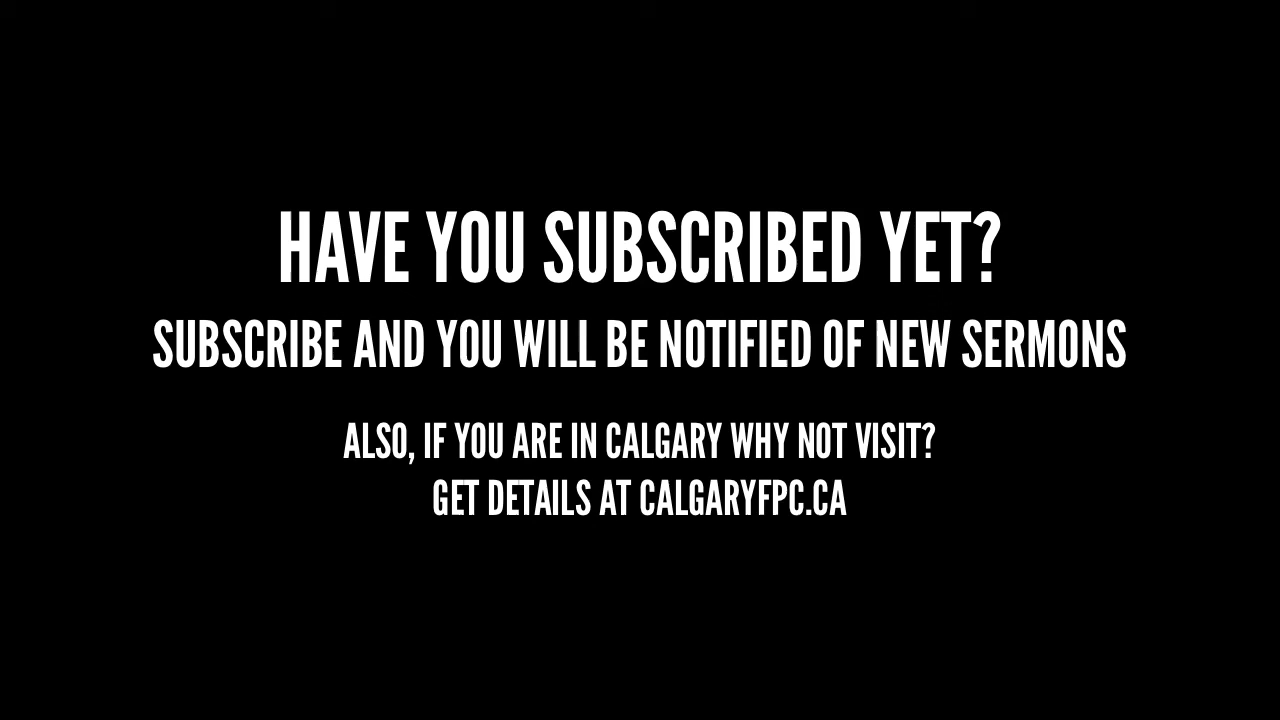 HAVE YOU SUBSCRIBED YET?
SUBSCRIBE AND YOU WILL BE NOTIFIED OF NEW SERMONS
ALSO, IF YOU ARE IN CALGARY WHY NOT VISIT?
GET DETAILS AT CALGARYFPC.CA